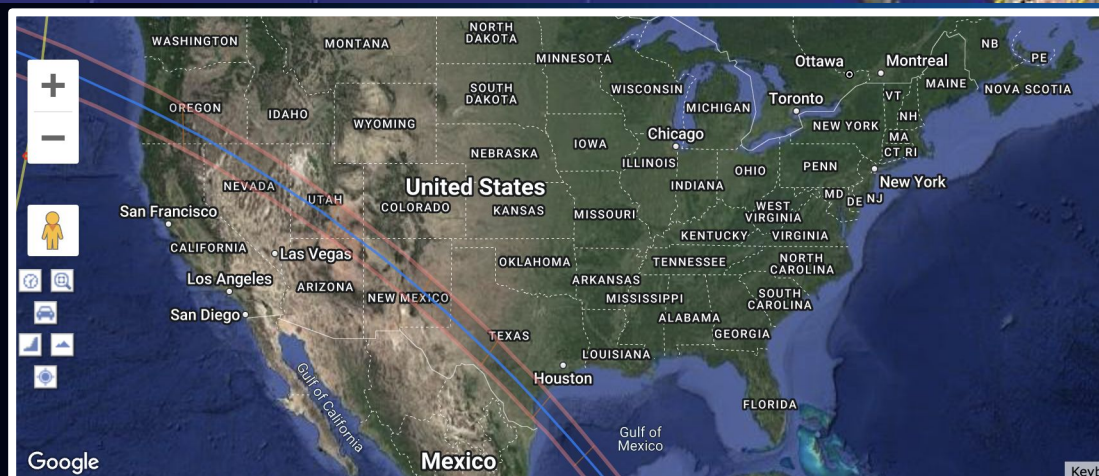 WASHINGTON
MONTANA
NORTH
DAKOTA
MINNESOTA
Ottawa
Montreal
NB
PE
MAINE
NOVA SCOTIA
VT
+
OREGON
IDAHO
SOUTH
DAKOTA
WISCONSIN
MICHIGAN
Toronto
NH
WYOMING
NEW YORK
MA
−
Chicago
CT RI
IOWA
NEBRASKA
ILLINOIS
OHIO
PENN
New York
NEVADA
UTAH
United States
INDIANA
MD
DE
NJ
COLORADO
KANSAS
MISSOURI
WEST
VIRGINIA
San Francisco
KENTUCKY
VIRGINIA
CALIFORNIA
Las Vegas
OKLAHOMA
TENNESSEE
NORTH
CAROLINA
Los Angeles
ARIZONA
NEW MEXICO
ARKANSAS
MISSISSIPPI
SOUTH
CAROLINA
San Diego
ALABAMA
TEXAS
GEORGIA
LOUISIANA
Houston
Gulf of California
FLORIDA
Gulf of
Mexico
Google
Mexico
Keyb